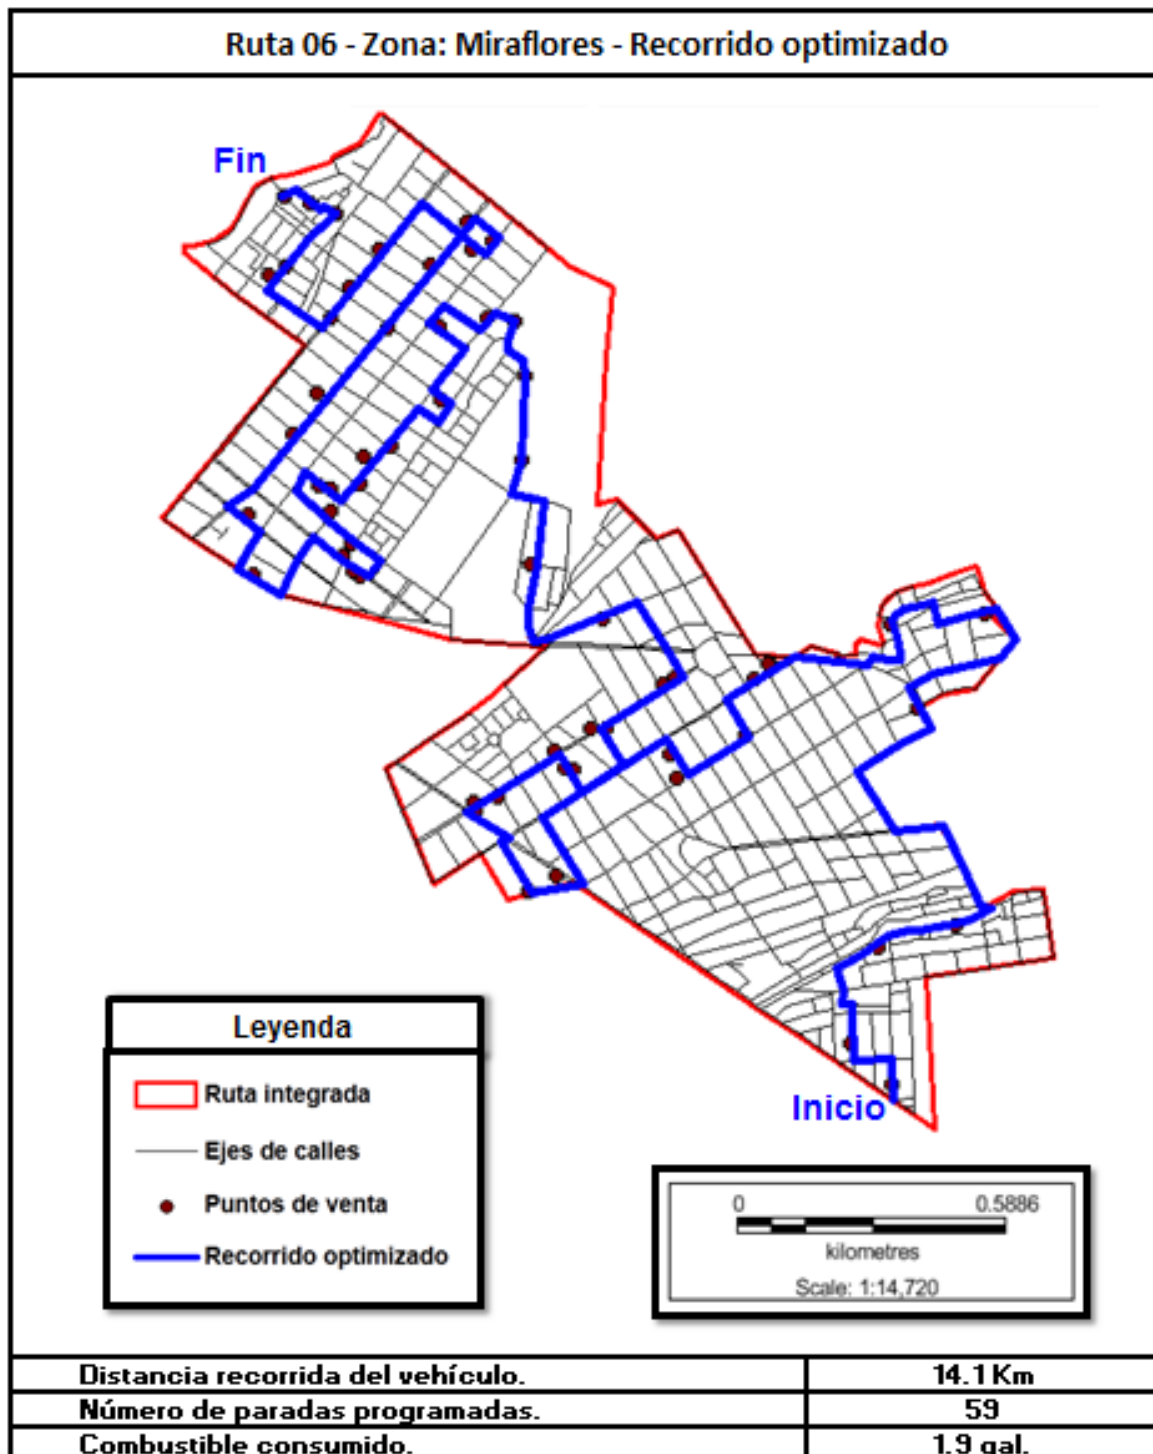 Ruta 06 - Zona: Miraflores - Recorrido optimizado
Fin
Inicio
Leyenda
Ruta integrada
Ejes de calles
Puntos de venta
Recorrido optimizado
0 0.5886
kilometres
Scale: 1:14,720
Distancia recorrida del vehículo. 14.1 Km
Número de paradas programadas. 59
Combustible consumido. 1.9 gal.